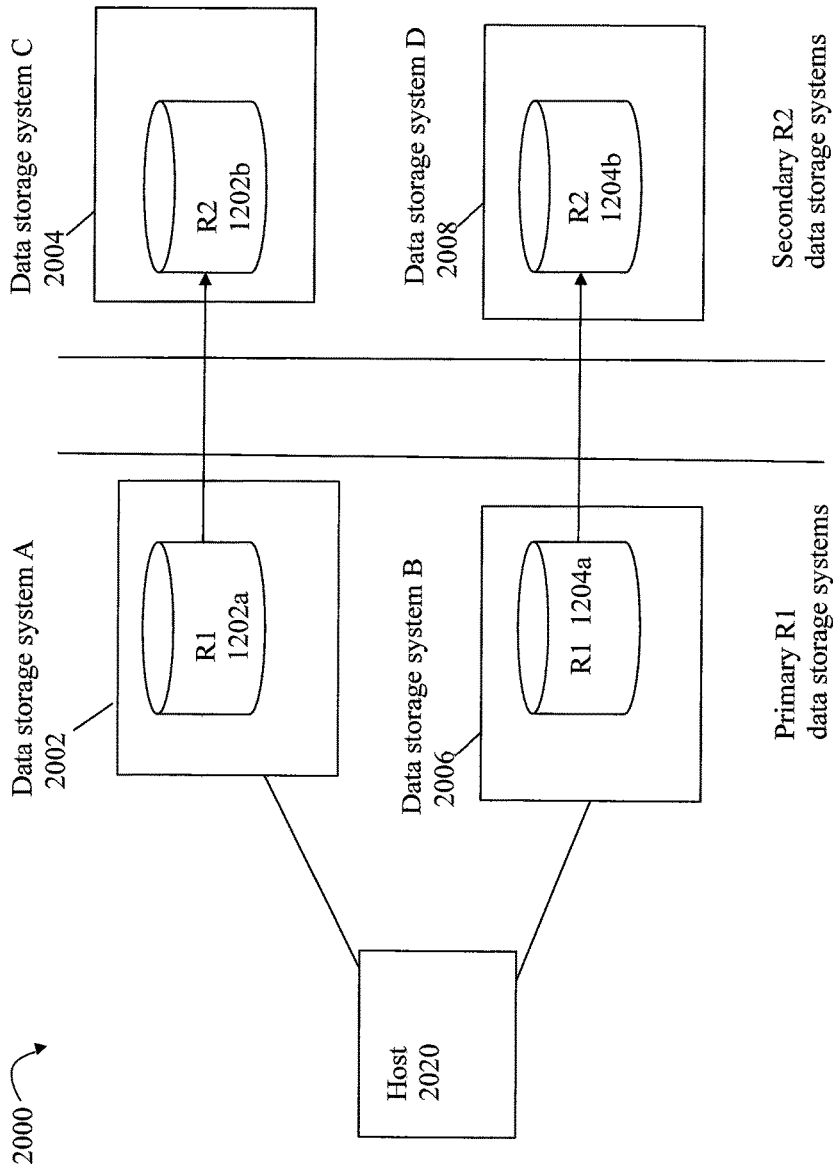 2000
Data storage system A
2002
Data storage system C
2004
R1
1202a
R2
1202b
Host
2020
Data storage system B
2006
Data storage system D
2008
R1 1204a
R2
1204b
Primary R1
data storage systems
Secondary R2
data storage systems